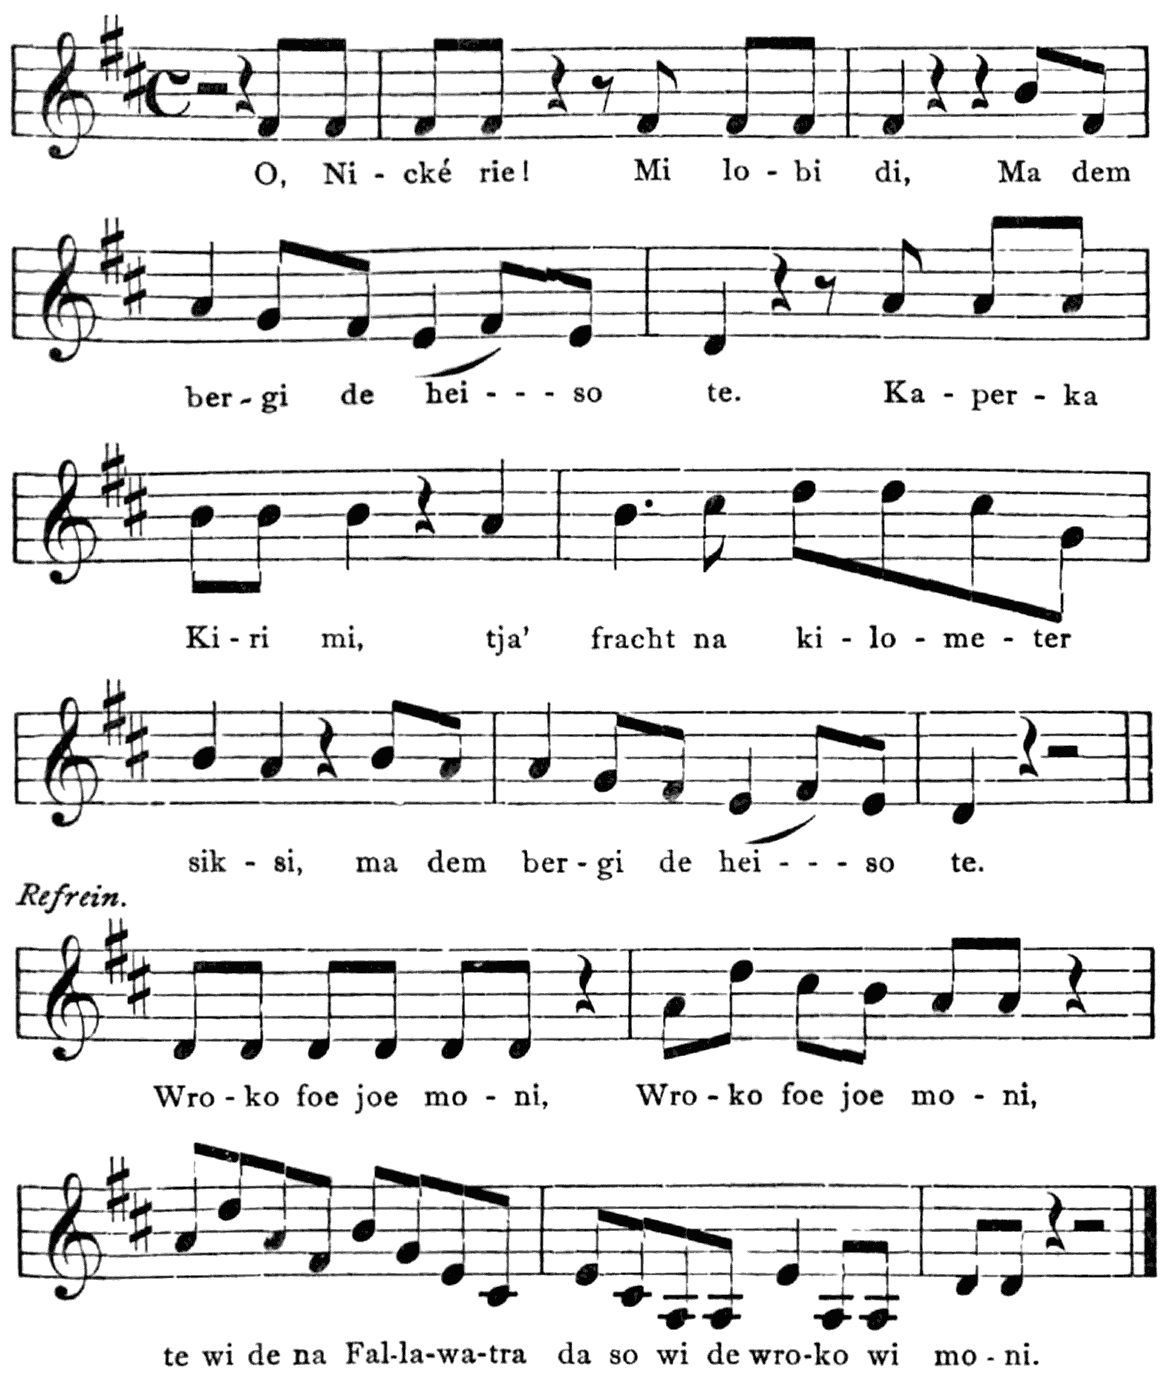 O, Ni - cké rie! Mi lo - bi di, Ma dem
ber - gi de hei - - - so te. Ka - per - ka
Ki - ri mi, tja' fracht na ki - lo - me - ter
sik - si, ma dem ber - gi de hei - - - so te.
Refrein.
Wro - ko foe joe mo - ni, Wro - ko foe joe mo - ni,
te wi de na Fal-la-wa-tra da so wi de wro-ko wi mo - ni.